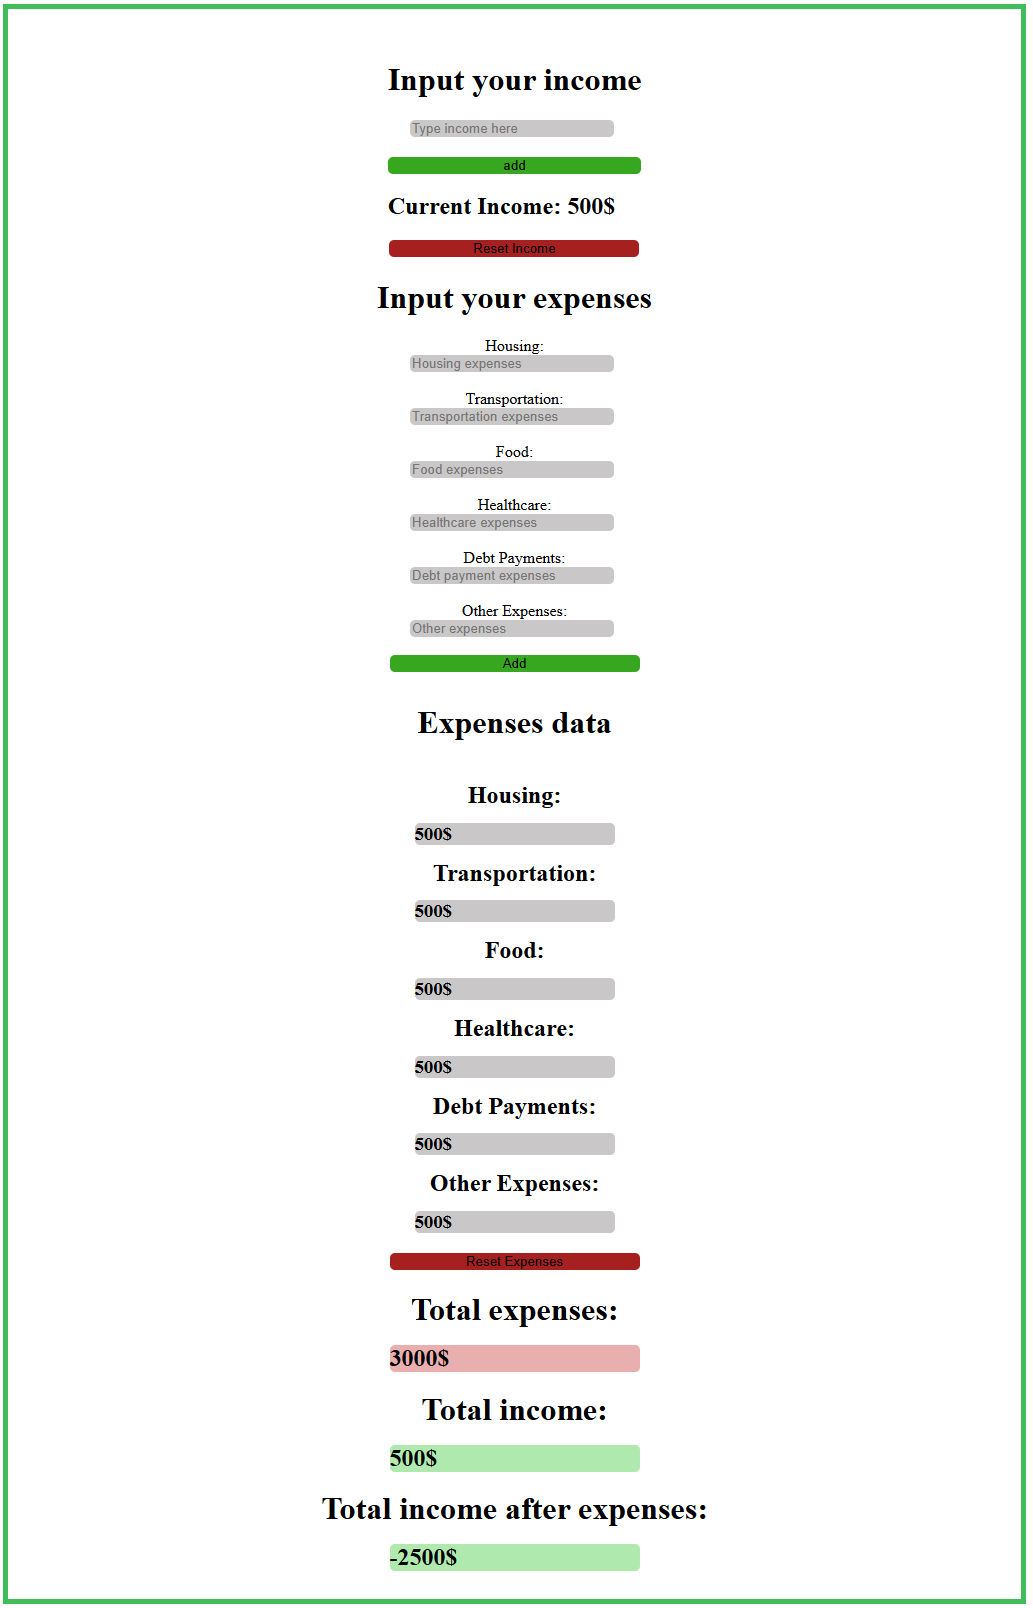 Input your income
Type income here
add
Current Income: 500$
Reset Income
Input your expenses
Housing:
Housing expenses
Transportation:
Transportation expenses
Food:
Food expenses
Healthcare:
Healthcare expenses
Debt Payments:
Debt payment expenses
Other Expenses:
Other expenses
Add
Expenses data
Housing:
500$
Transportation:
500$
Food:
500$
Healthcare:
500$
Debt Payments:
500$
Other Expenses:
500$
Reset Expenses
Total expenses:
3000$
Total income:
500$
Total income after expenses:
-2500$